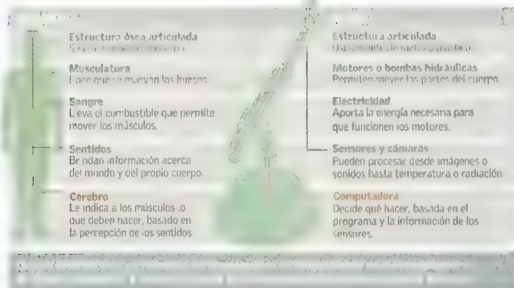 Estructura ósea articulada
Musculatura
Hace que se muevan los huesos
Sangre
Lleva el combustible que permite
mover los músculos.
Sentidos
Brindan información acerca
del mundo y del propio cuerpo.
Cerebro
Le indica a los músculos lo
que deben hacer, basado en
la percepción de los sentidos
Estructura articulada
Motores o bombas hidráulicas
Permiten mover las partes del cuerpo.
Electricidad
Aporta la energía necesaria para
que funcionen los motores.
Sensores y cámaras
Pueden procesar desde imágenes o
sonidos hasta temperatura o radiación
Computadora
Decide qué hacer, basada en el
programa y la información de los
sensores.